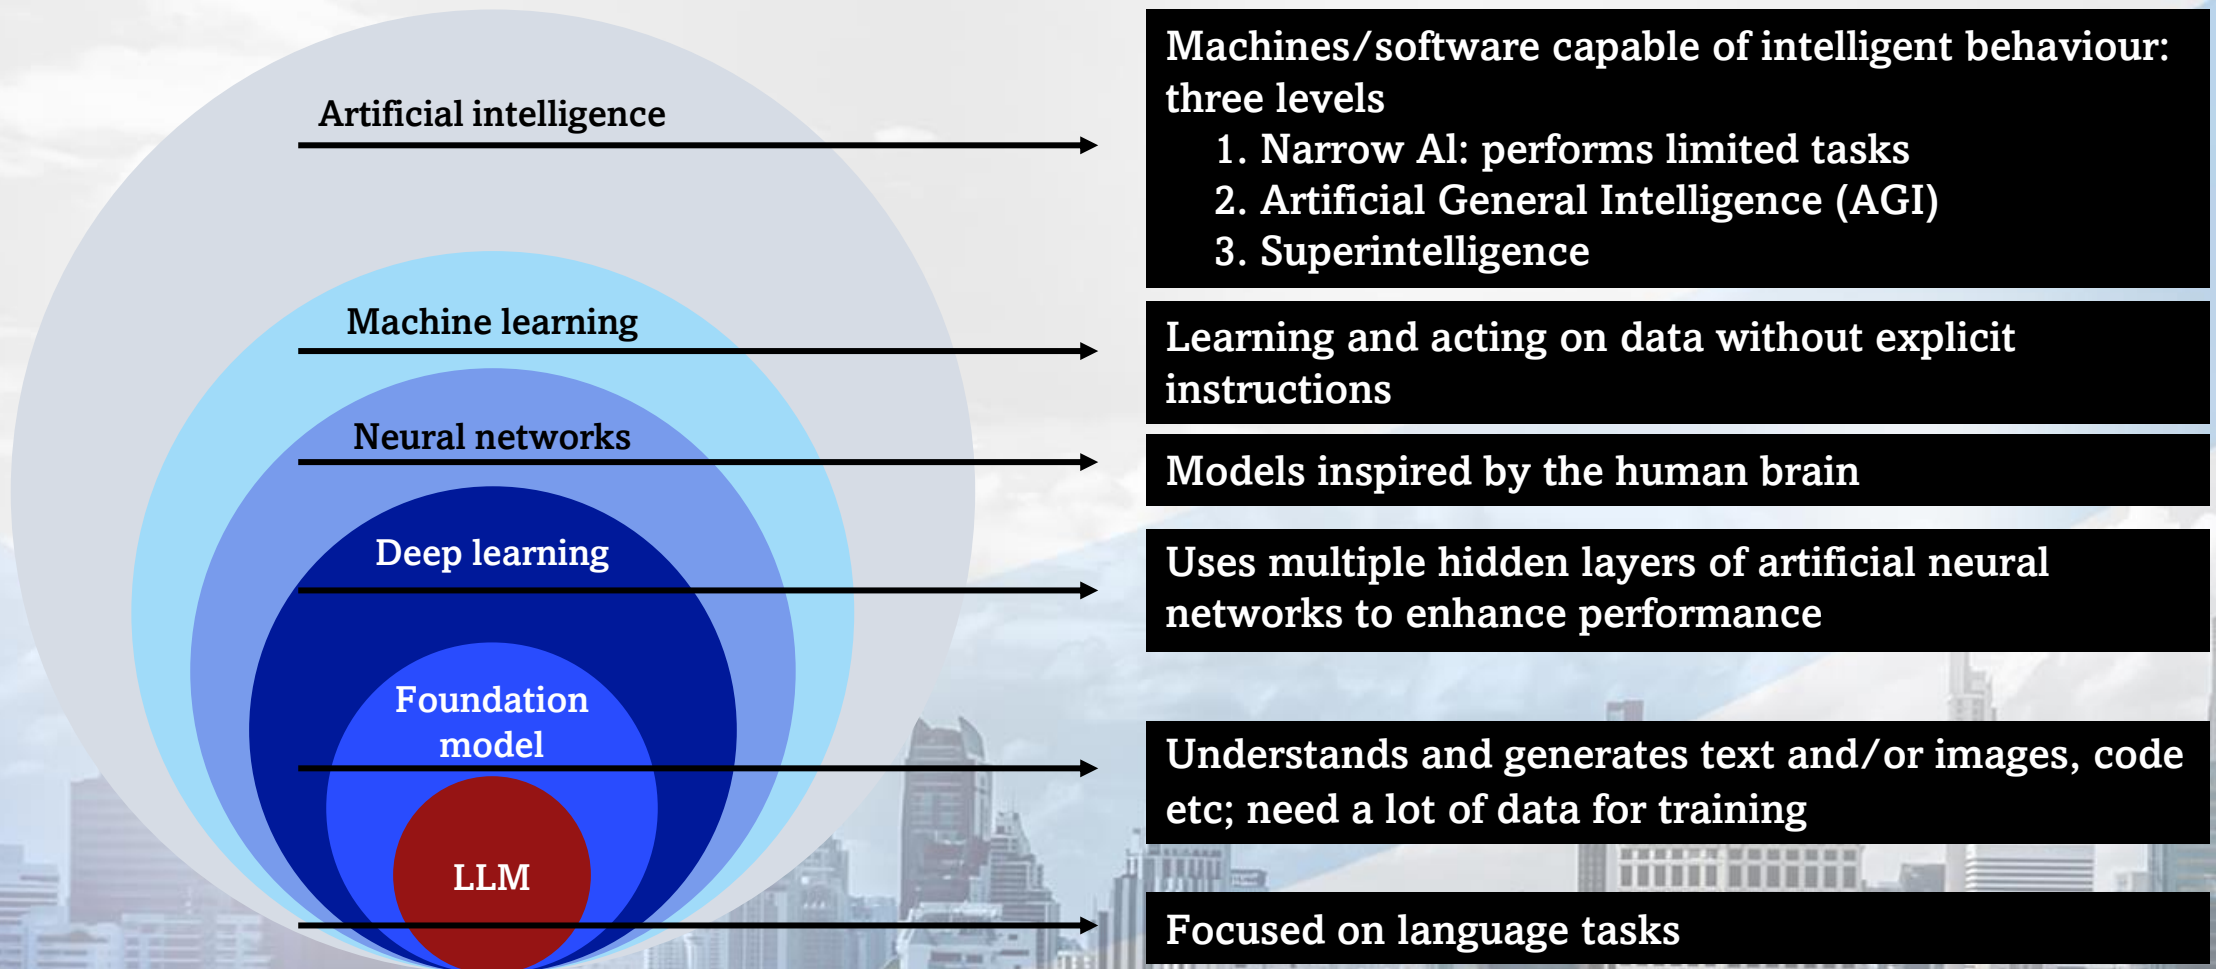 Artificial intelligence
Machines/software capable of intelligent behaviour:
three levels
1. Narrow AI: performs limited tasks
2. Artificial General Intelligence (AGI)
3. Superintelligence
Machine learning
Learning and acting on data without explicit
instructions
Neural networks
Models inspired by the human brain
Deep learning
Uses multiple hidden layers of artificial neural
networks to enhance performance
Foundation
model
Understands and generates text and/or images, code
etc; need a lot of data for training
LLM
Focused on language tasks